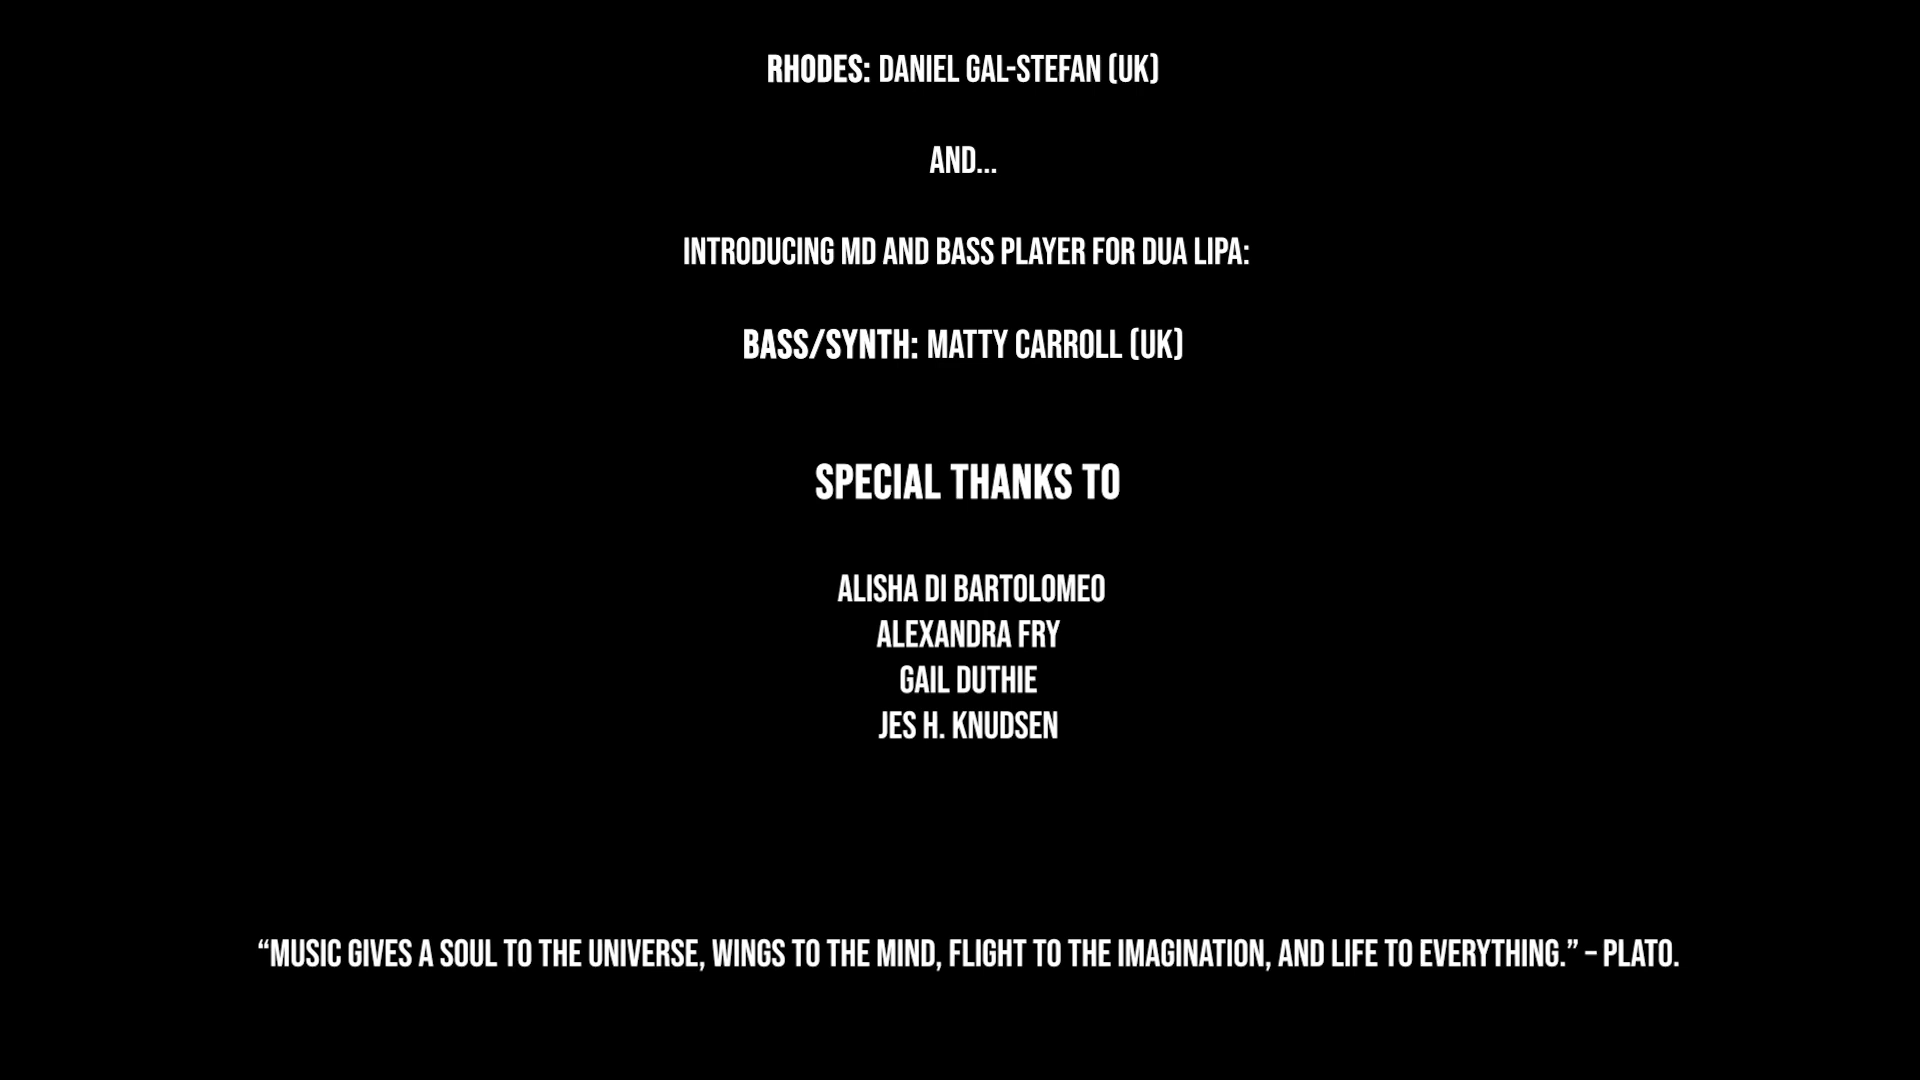 RHODES: DANIEL GAL-STEFAN (UK)
AND...
INTRODUCING MD AND BASS PLAYER FOR DUA LIPA:
BASS/SYNTH: MATTY CARROLL (UK)
SPECIAL THANKS TO
ALISHA DI BARTOLOMEO
ALEXANDRA FRY
GAIL DUTHIE
JES H. KNUDSEN
“MUSIC GIVES A SOUL TO THE UNIVERSE, WINGS TO THE MIND, FLIGHT TO THE IMAGINATION, AND LIFE TO EVERYTHING.” – PLATO.